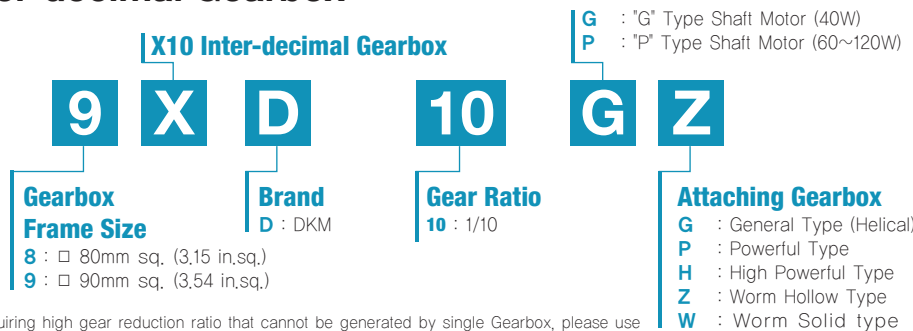 G : "G" Type Shaft Motor (40W)
P : "P" Type Shaft Motor (60~120W)
X10 Inter-decimal Gearbox
9 X D 10 G Z
Gearbox
Frame Size
8 : □ 80mm sq. (3.15 in.sq.)
9 : □ 90mm sq. (3.54 in.sq.)
Brand
D : DKM
Gear Ratio
10 : 1/10
Attaching Gearbox
G : General Type (Helical)
P : Powerful Type
H : High Powerful Type
Z : Worm Hollow Type
W : Worm Solid type
high gear reduction ratio that cannot be generated by single Gearbox, please use